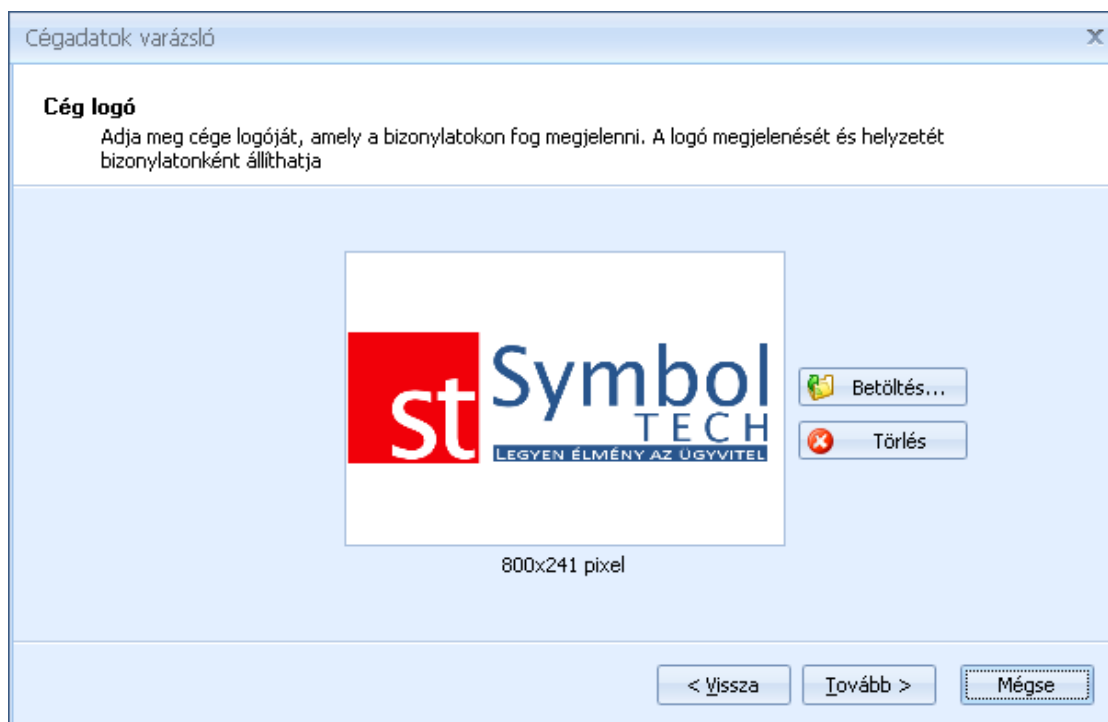 Cégadatok varázsló
Cég logó
Adja meg cége logóját, amely a bizonylatokon fog megjelenni. A logó megjelenését és helyzetét
bizonylatonként állíthatja
st
Symbol
TECH
LEGYEN ÉLMÉNY AZ ÜGYVITEL
Betöltés...
Törlés
800x241 pixel
< Vissza
Tovább >
Mégse